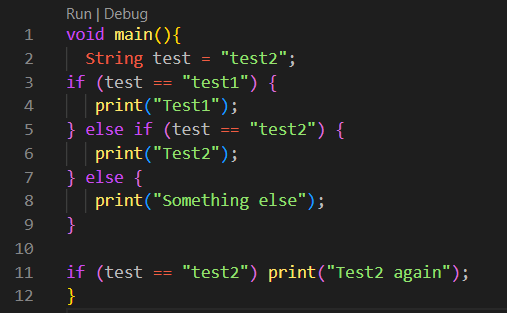 Run | Debug
1 void main(){
2   String test = "test2";
3 if (test == "test1") {
4    print("Test1");
5 } else if (test == "test2") {
6    print("Test2");
7 } else {
8    print("Something else");
9 }
10
11 if (test == "test2") print("Test2 again");
12 }